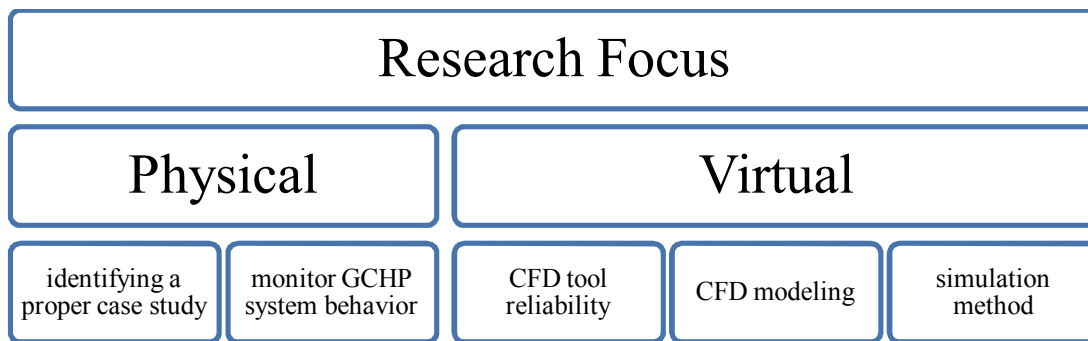 Research Focus
Physical
Virtual
identifying a
proper case study
monitor GCHP
system behavior
CFD tool
reliability
CFD modeling
simulation
method